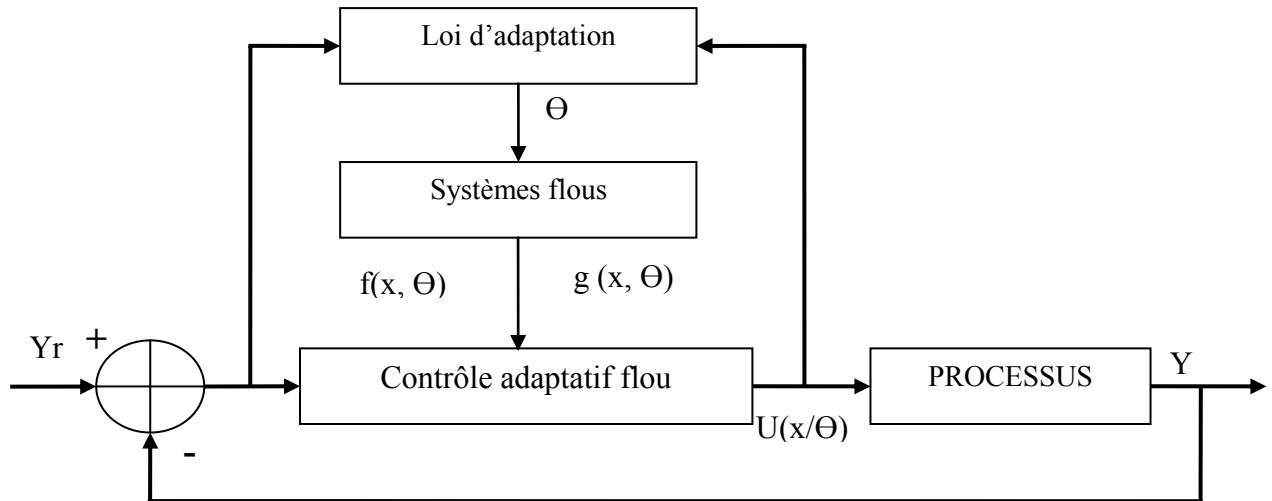 Loi d’adaptation
Ɵ
Systèmes flous
f(x, Ɵ)
g (x, Ɵ)
Yr
+
-
Contrôle adaptatif flou
U(x/Ɵ)
PROCESSUS
Y